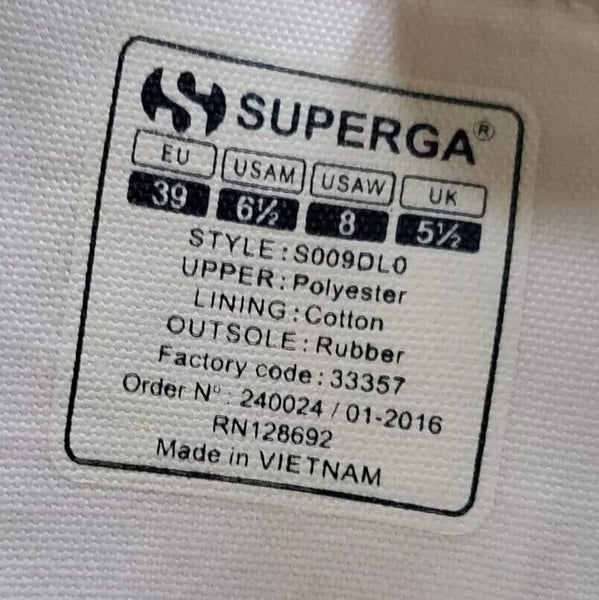 SUPERGA®
EU USAM USAW UK
39 6½ 8 5½
STYLE : S009DL0
UPPER : Polyester
LINING : Cotton
OUTSOLE : Rubber
Factory code : 33357
Order Nº : 240024 / 01-2016
RN128692
Made in VIETNAM